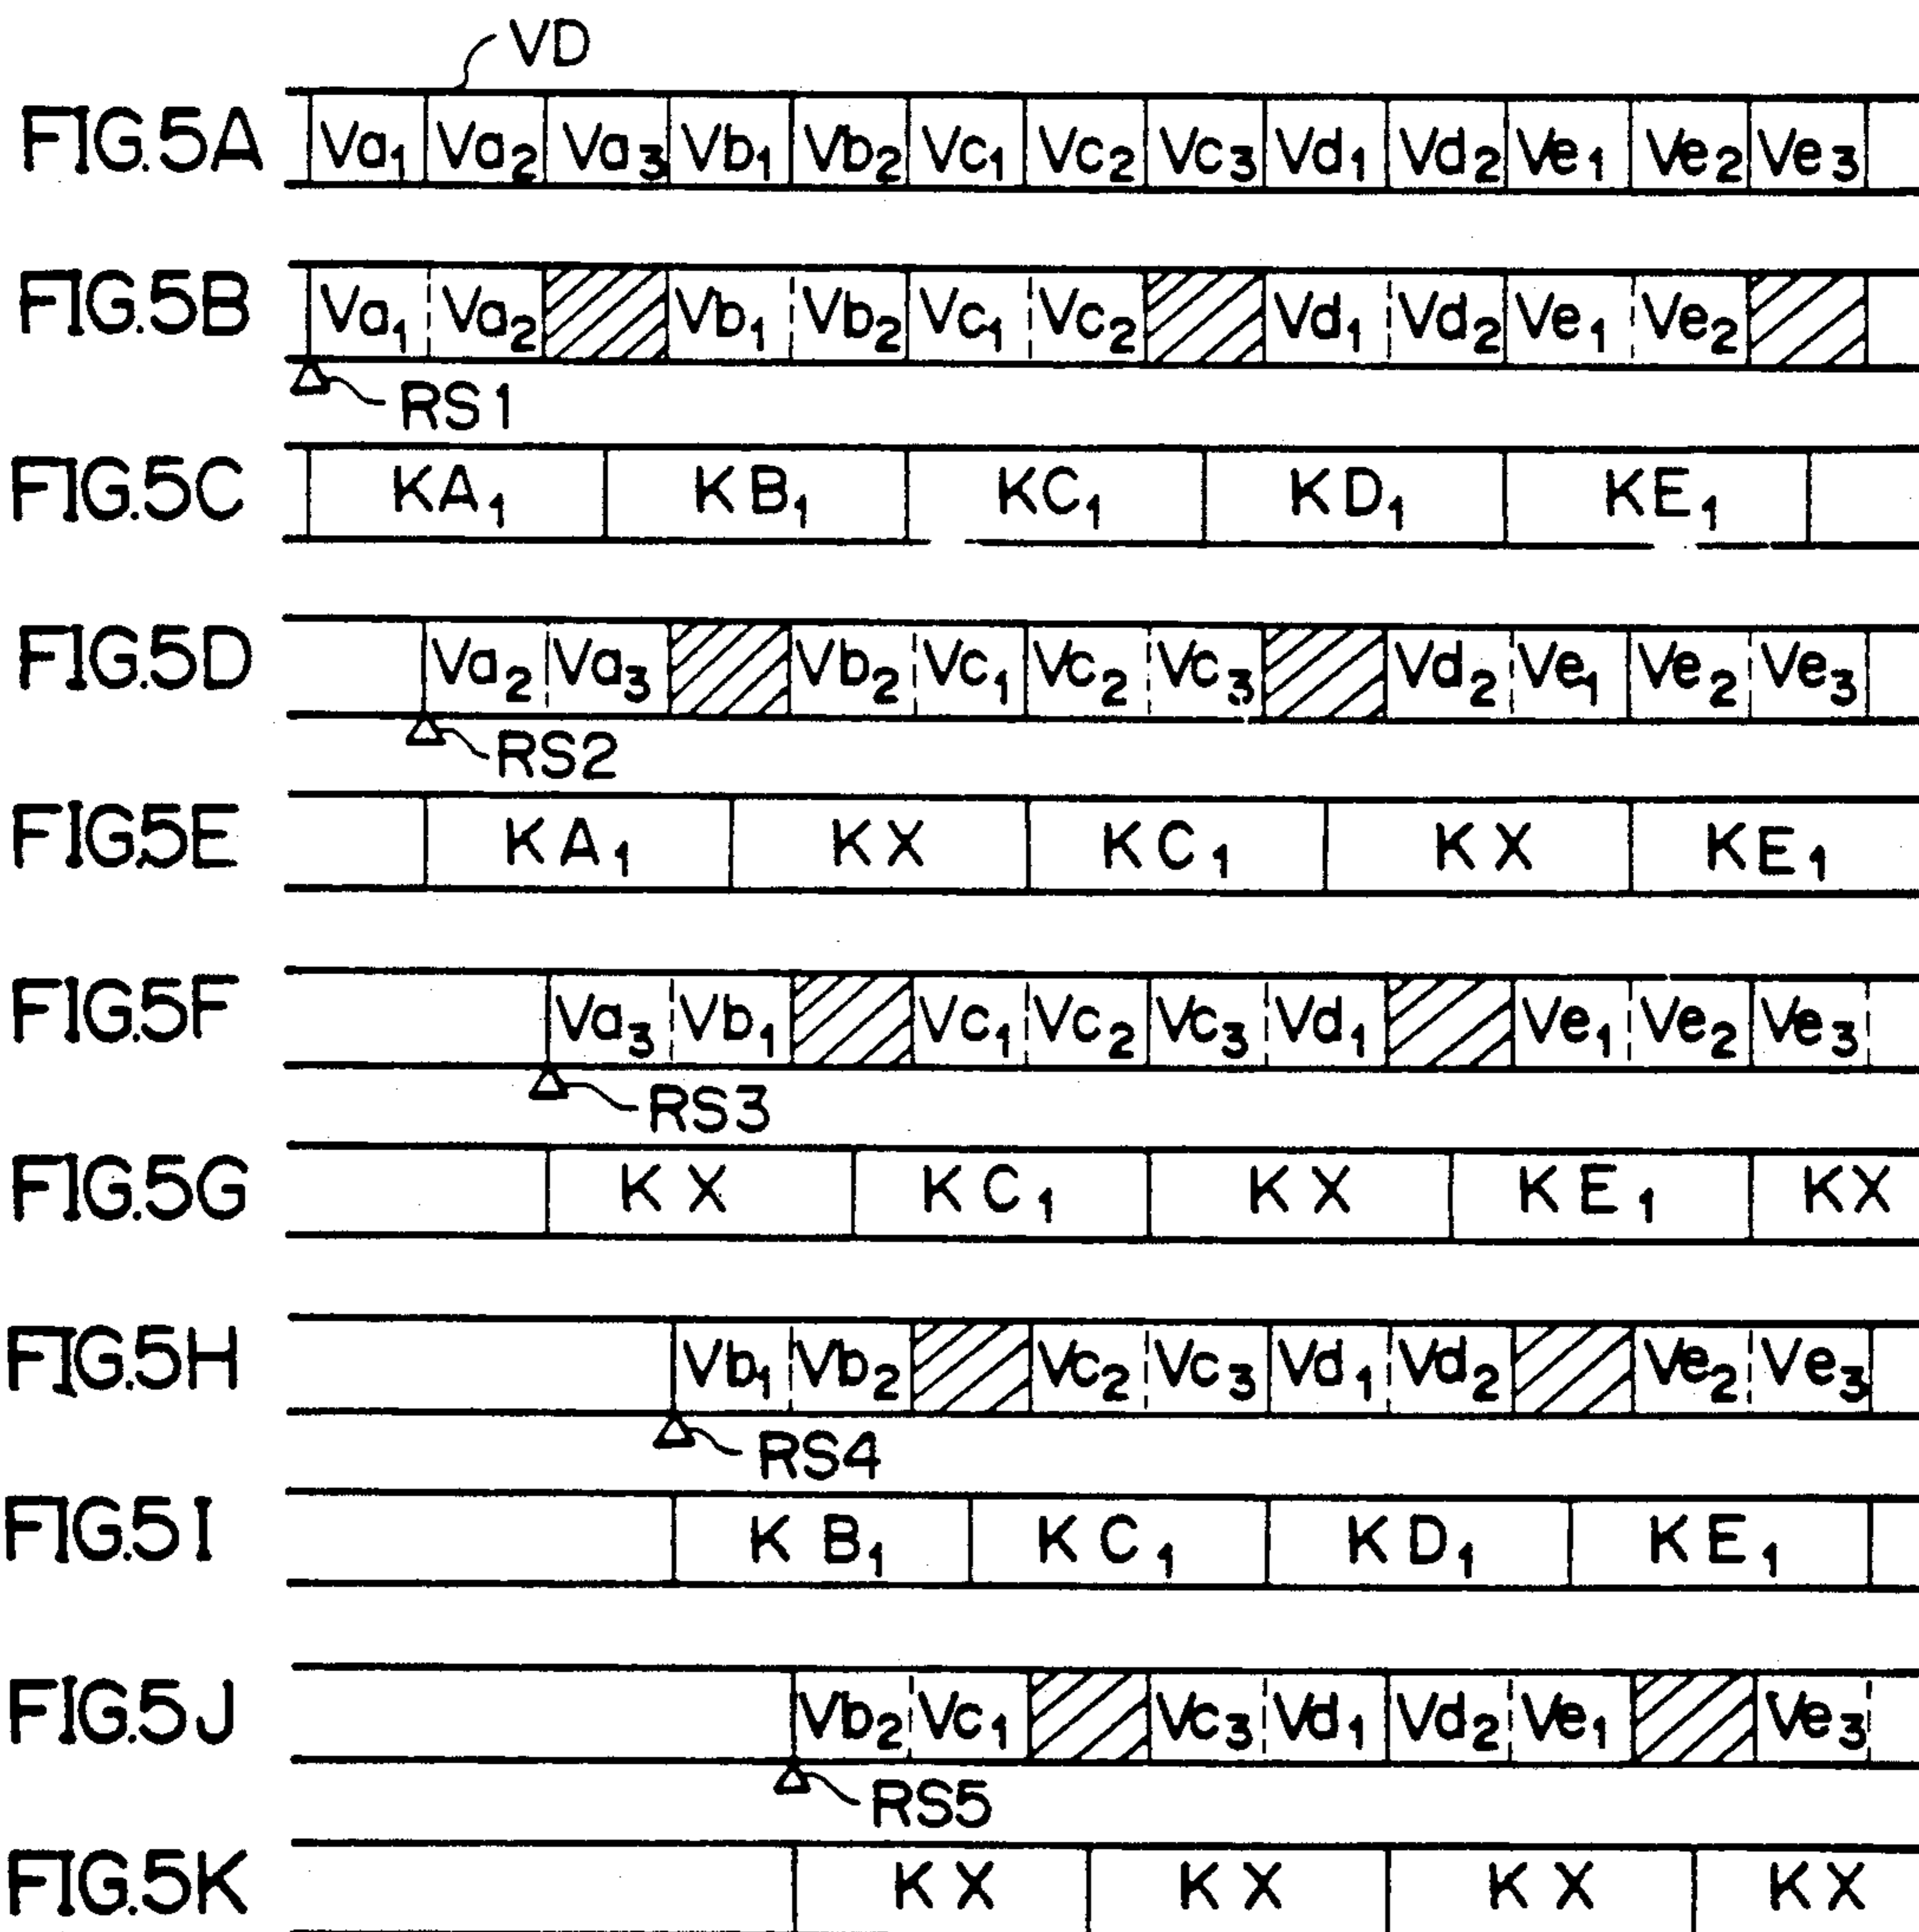 VD
FIG.5A Va1 Va2 Va3 Vb1 Vb2 Vc1 Vc2 Vc3 Vd1 Vd2 Ve1 Ve2 Ve3
FIG.5B Va1 Va2 Vb1 Vb2 Vc1 Vc2 Vd1 Vd2 Ve1 Ve2
RS1
FIG.5C KA1 KB1 KC1 KD1 KE1
FIG.5D Va2 Va3 Vb2 Vc1 Vc2 Vc3 Vd2 Ve1 Ve2 Ve3
RS2
FIG.5E KA1 KX KC1 KX KE1
FIG.5F Va3 Vb1 Vc1 Vc2 Vc3 Vd1 Ve1 Ve2 Ve3
RS3
FIG.5G KX KC1 KX KE1 KX
FIG.5H Vb1 Vb2 Vc2 Vc3 Vd1 Vd2 Ve2 Ve3
RS4
FIG.5I KB1 KC1 KD1 KE1
FIG.5J Vb2 Vc1 Vc3 Vd1 Vd2 Ve1 Ve3
RS5
FIG.5K KX KX KX KX